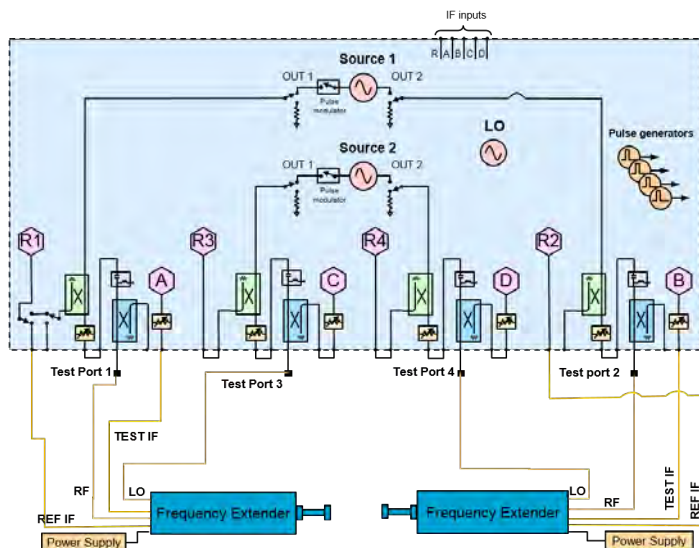 IF inputs
R A B C D
Source 1
OUT 1
OUT 2
Pulse
modulator
LO
Source 2
Pulse generators
OUT 1
OUT 2
Pulse
modulator
R1
R3
R4
R2
A
C
D
B
Test Port 1
Test Port 3
Test Port 4
Test port 2
TEST IF
RF
LO
REF IF
Frequency Extender
Power Supply
LO
RF
TEST IF
REF IF
Frequency Extender
Power Supply